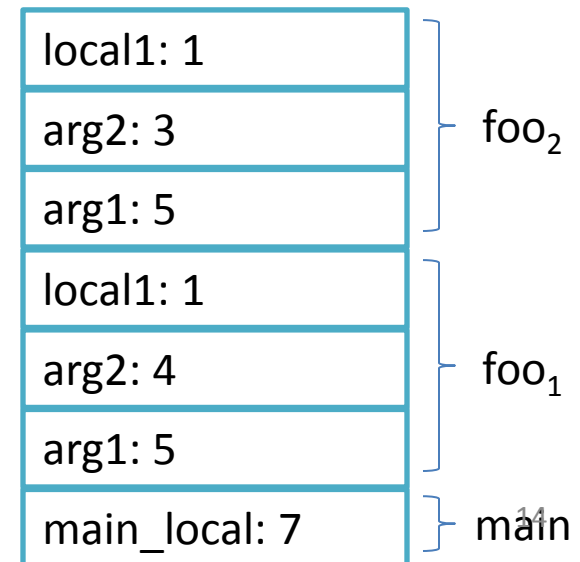 local1: 1
arg2: 3
foo₂
arg1: 5
local1: 1
arg2: 4
foo₁
arg1: 5
main_local: 7
main
14